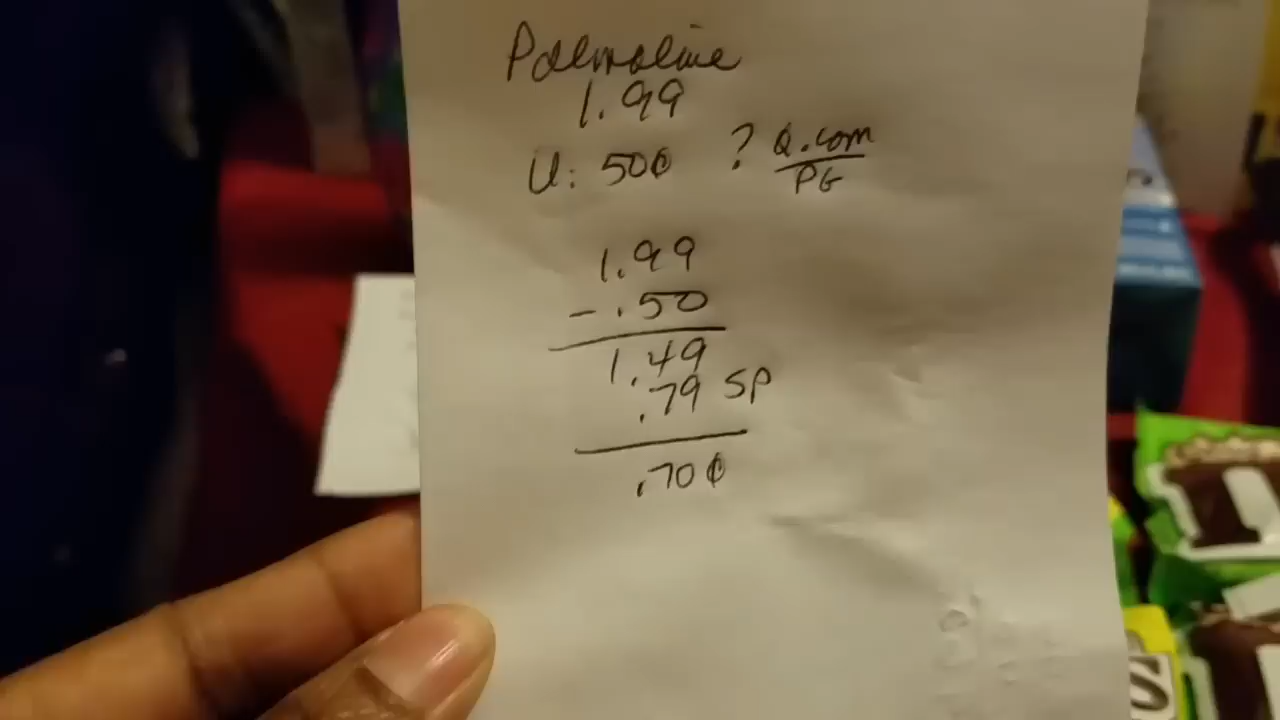 Palmolive
1.99
U: 50¢ ? Q.com
PG
1.99
- .50
1.49
.79 SP
.70¢
S